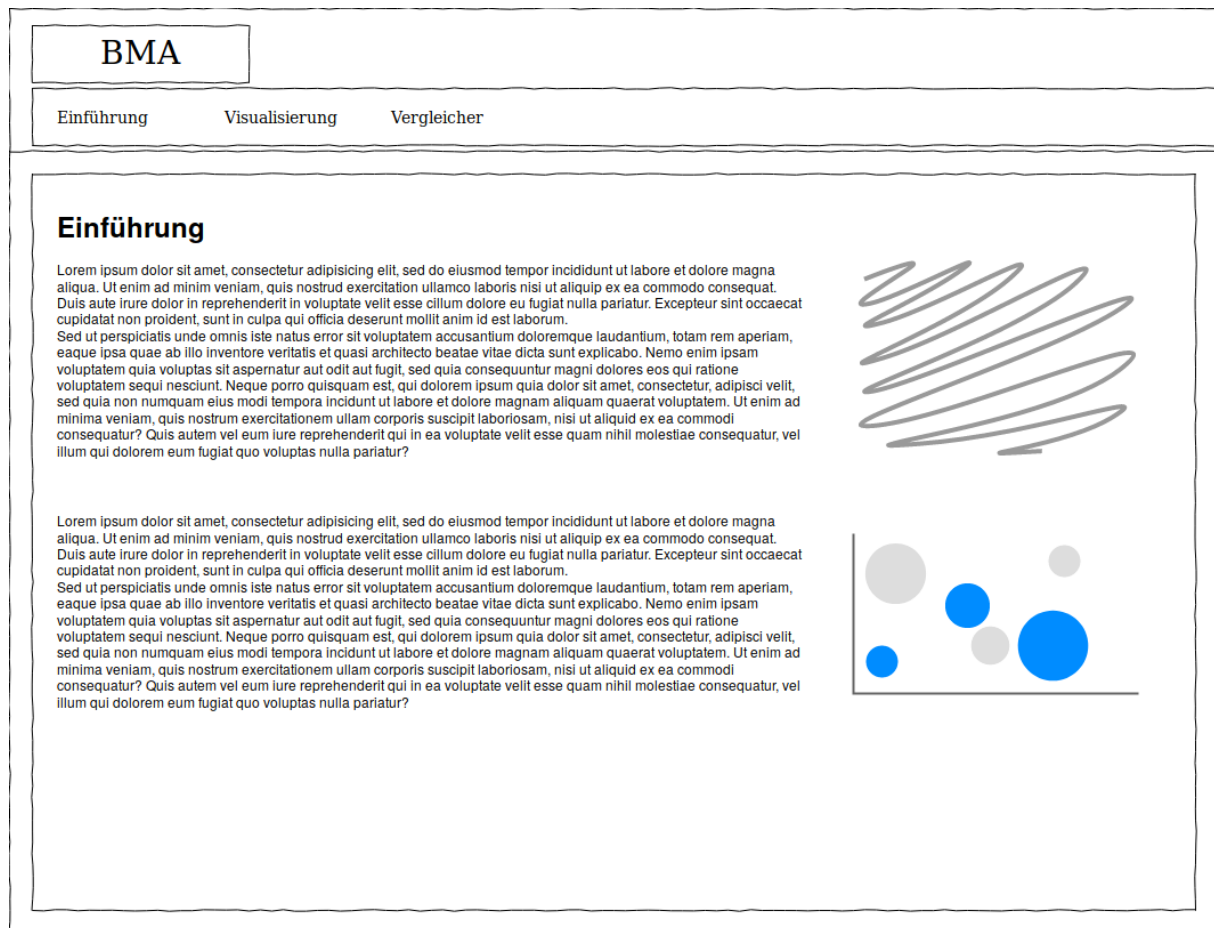 BMA
Einführung Visualisierung Vergleicher
Einführung
Lorem ipsum dolor sit amet, consectetur adipisicing elit, sed do eiusmod tempor incididunt ut labore et dolore magna
aliqua. Ut enim ad minim veniam, quis nostrud exercitation ullamco laboris nisi ut aliquip ex ea commodo consequat.
Duis aute irure dolor in reprehenderit in voluptate velit esse cillum dolore eu fugiat nulla pariatur. Excepteur sint occaecat
cupidatat non proident, sunt in culpa qui officia deserunt mollit anim id est laborum.
Sed ut perspiciatis unde omnis iste natus error sit voluptatem accusantium doloremque laudantium, totam rem aperiam,
eaque ipsa quae ab illo inventore veritatis et quasi architecto beatae vitae dicta sunt explicabo. Nemo enim ipsam
voluptatem quia voluptas sit aspernatur aut odit aut fugit, sed quia consequuntur magni dolores eos qui ratione
voluptatem sequi nesciunt. Neque porro quisquam est, qui dolorem ipsum quia dolor sit amet, consectetur, adipisci velit,
sed quia non numquam eius modi tempora incidunt ut labore et dolore magnam aliquam quaerat voluptatem. Ut enim ad
minima veniam, quis nostrum exercitationem ullam corporis suscipit laboriosam, nisi ut aliquid ex ea commodi
consequatur? Quis autem vel eum iure reprehenderit qui in ea voluptate velit esse quam nihil molestiae consequatur, vel
illum qui dolorem eum fugiat quo voluptas nulla pariatur?
Lorem ipsum dolor sit amet, consectetur adipisicing elit, sed do eiusmod tempor incididunt ut labore et dolore magna
aliqua. Ut enim ad minim veniam, quis nostrud exercitation ullamco laboris nisi ut aliquip ex ea commodo consequat.
Duis aute irure dolor in reprehenderit in voluptate velit esse cillum dolore eu fugiat nulla pariatur. Excepteur sint occaecat
cupidatat non proident, sunt in culpa qui officia deserunt mollit anim id est laborum.
Sed ut perspiciatis unde omnis iste natus error sit voluptatem accusantium doloremque laudantium, totam rem aperiam,
eaque ipsa quae ab illo inventore veritatis et quasi architecto beatae vitae dicta sunt explicabo. Nemo enim ipsam
voluptatem quia voluptas sit aspernatur aut odit aut fugit, sed quia consequuntur magni dolores eos qui ratione
voluptatem sequi nesciunt. Neque porro quisquam est, qui dolorem ipsum quia dolor sit amet, consectetur, adipisci velit,
sed quia non numquam eius modi tempora incidunt ut labore et dolore magnam aliquam quaerat voluptatem. Ut enim ad
minima veniam, quis nostrum exercitationem ullam corporis suscipit laboriosam, nisi ut aliquid ex ea commodi
consequatur? Quis autem vel eum iure reprehenderit qui in ea voluptate velit esse quam nihil molestiae consequatur, vel
illum qui dolorem eum fugiat quo voluptas nulla pariatur?